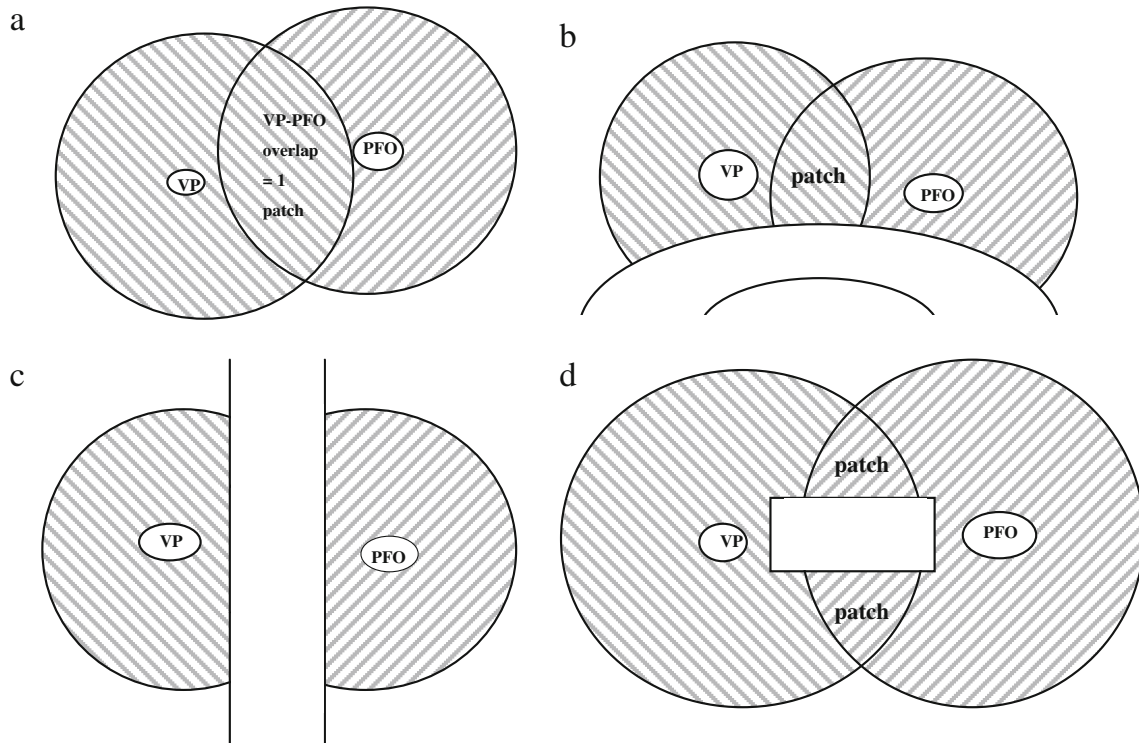 a
VP-PFO
overlap
= 1
patch
VP
PFO
b
VP
patch
PFO
c
VP
PFO
d
patch
VP
PFO
patch